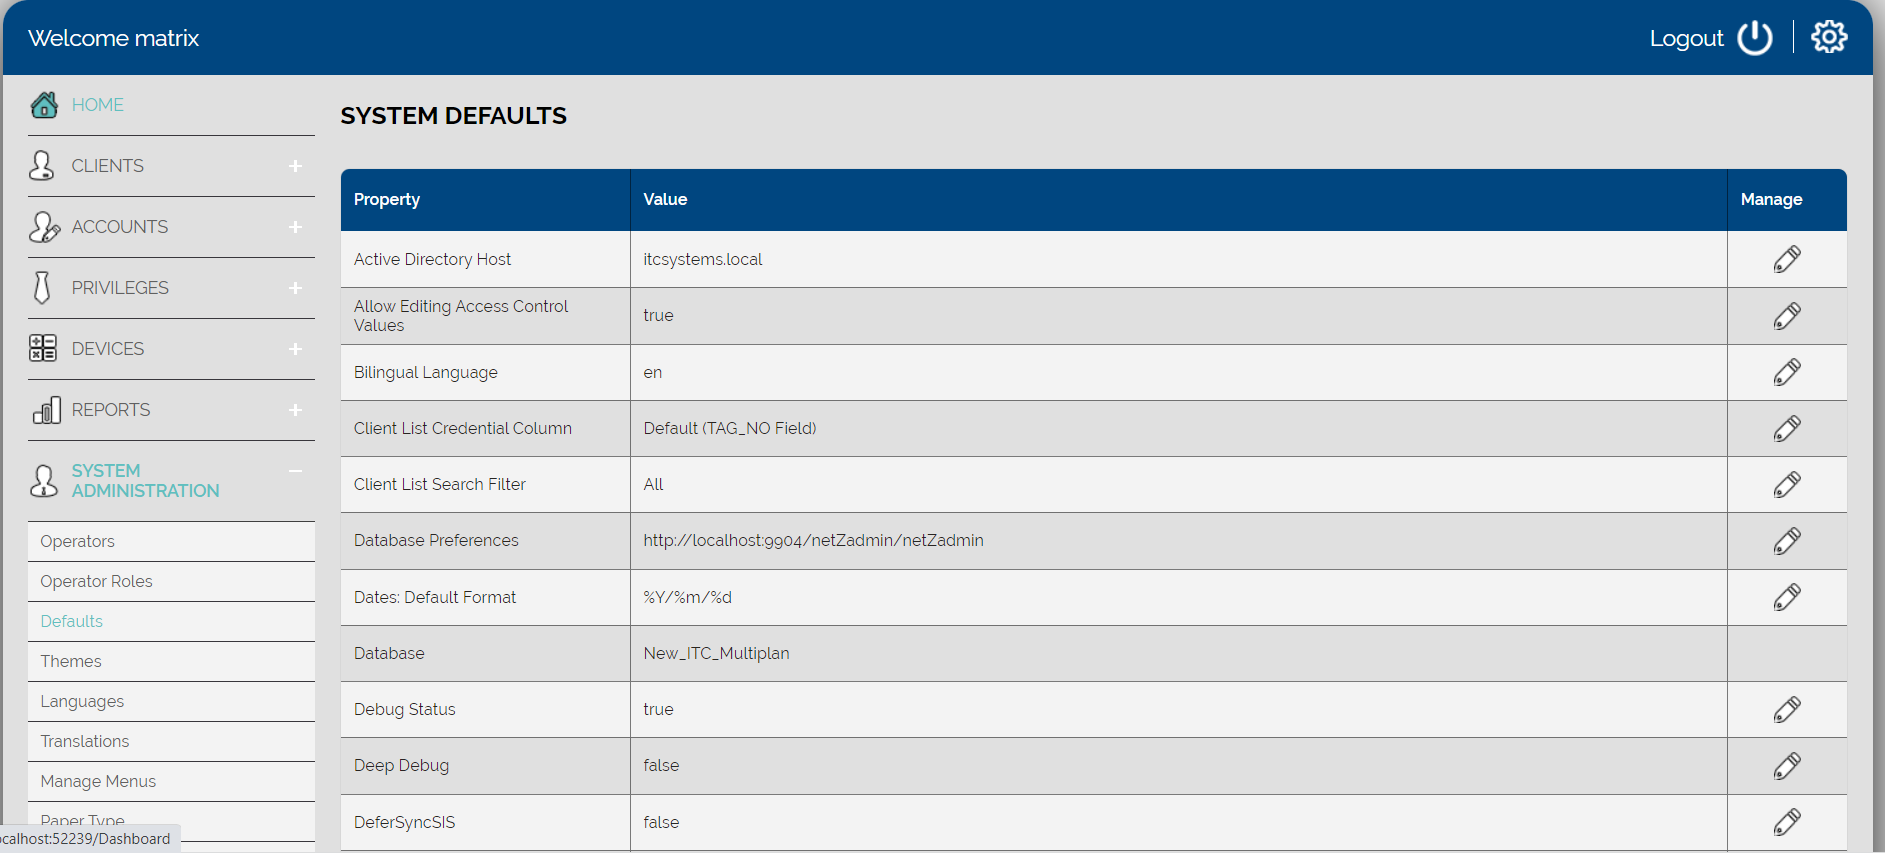 Welcome matrix
Logout
HOME
CLIENTS
ACCOUNTS
PRIVILEGES
DEVICES
REPORTS
SYSTEM
ADMINISTRATION
Operators
Operator Roles
Defaults
Themes
Languages
Translations
Manage Menus
Paper Type
ocalhost:52239/Dashboard
SYSTEM DEFAULTS
Property Value Manage
Active Directory Host itcsystems.local
Allow Editing Access Control
Values true
Bilingual Language en
Client List Credential Column Default (TAG_NO Field)
Client List Search Filter All
Database Preferences http://localhost:9904/netZadmin/netZadmin
Dates: Default Format %Y/%m/%d
Database New_ITC_Multiplan
Debug Status true
Deep Debug false
DeferSyncSIS false